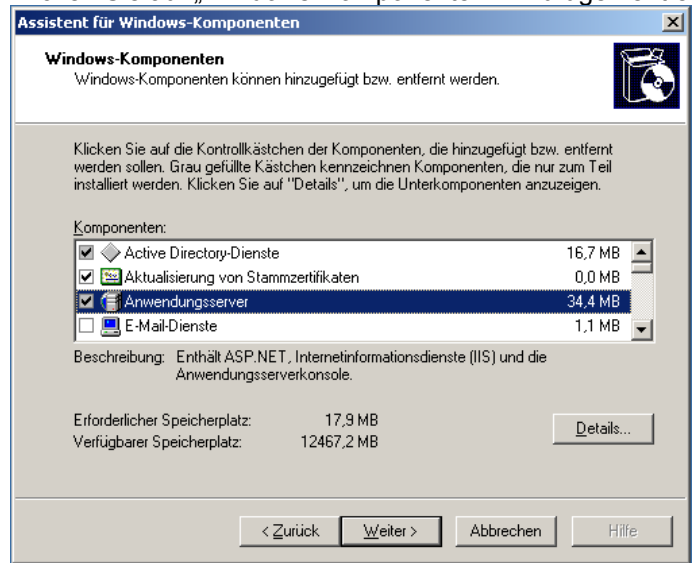 Assistent für Windows-Komponenten
Windows-Komponenten
Windows-Komponenten können hinzugefügt bzw. entfernt werden.
Klicken Sie auf die Kontrollkästchen der Komponenten, die hinzugefügt bzw. entfernt
werden sollen. Grau gefüllte Kästchen kennzeichnen Komponenten, die nur zum Teil
installiert werden. Klicken Sie auf "Details", um die Unterkomponenten anzuzeigen.
Komponenten:
Active Directory-Dienste 16,7 MB
Aktualisierung von Stammzertifikaten 0,0 MB
Anwendungsserver 34,4 MB
E-Mail-Dienste 1,1 MB
Beschreibung: Enthält ASP.NET, Internetinformationsdienste (IIS) und die
Anwendungsserverkonsole.
Erforderlicher Speicherplatz: 17,9 MB
Verfügbarer Speicherplatz: 12467,2 MB
Details...
< Zurück Weiter > Abbrechen Hilfe